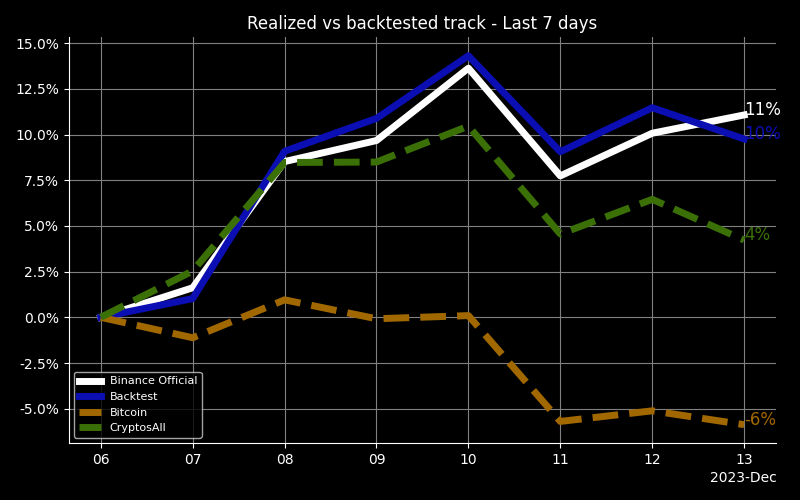 Realized vs backtested track - Last 7 days
15.0%
12.5%
10.0%
7.5%
5.0%
2.5%
0.0%
-2.5%
-5.0%
11%
10%
4%
-6%
Binance Official
Backtest
Bitcoin
CryptosAll
06 07 08 09 10 11 12 13
2023-Dec